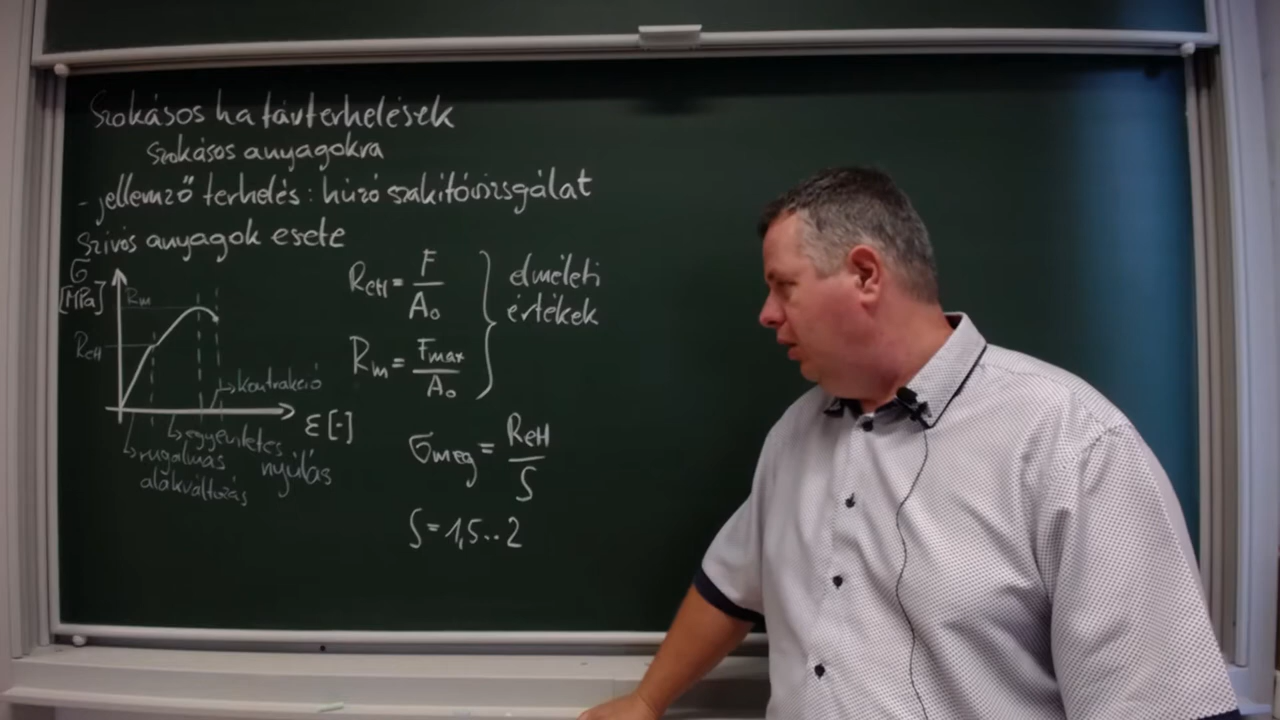 Szokásos határterhelések
szokásos anyagokra
- jellemző terhelés: húzó szakítóvizsgálat
Szívós anyagok esete
σ
[MPa]
Rm
ReH
ε [-]
↳ kontrakció
↳ egyenletes nyúlás
↳ rugalmas alakváltozás
ReH = F / A₀
Rm = Fmax / A₀
} elméleti
értékek
σmeg = ReH / S
S = 1,5..2